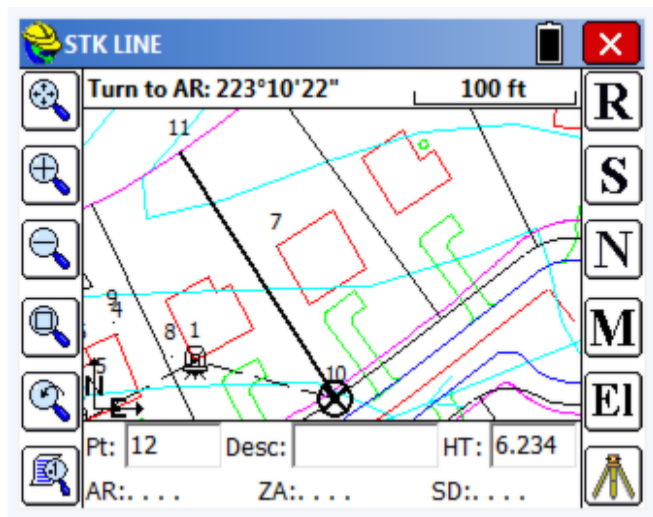 STK LINE
Turn to AR: 223°10'22"
100 ft
R
S
N
M
El
11
7
9
4
8 1
5
10
N
E
Pt: 12 Desc: HT: 6.234
AR:. . . . ZA:. . . . SD:. . . .